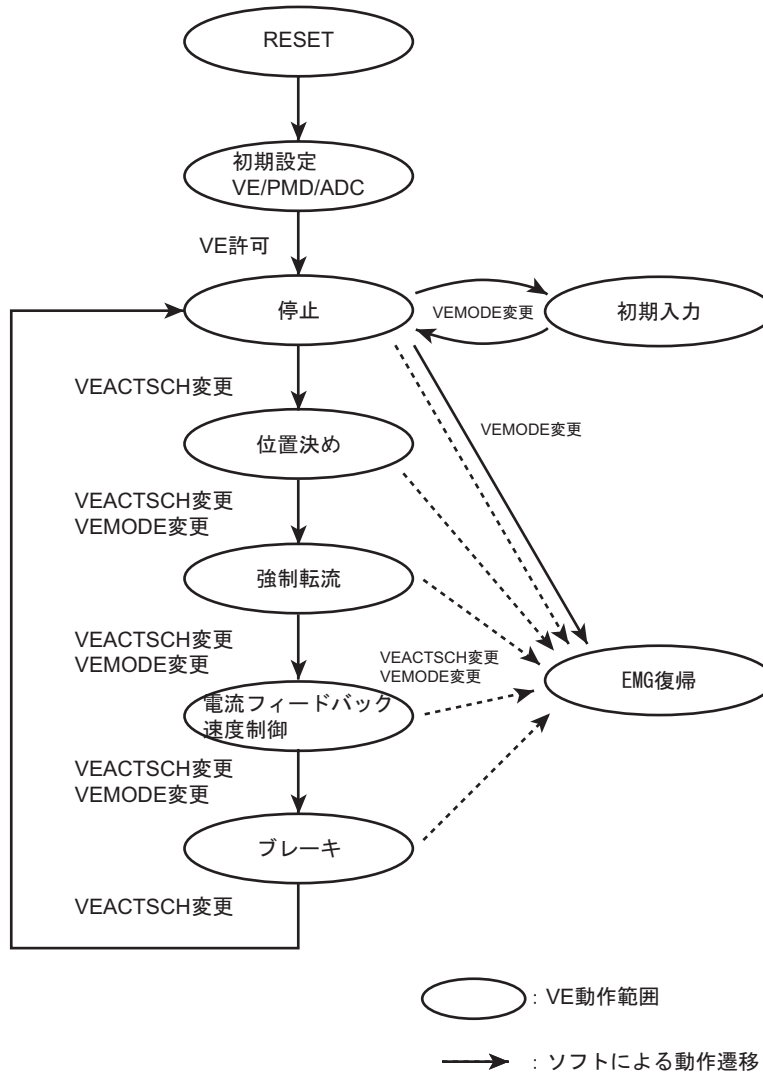 RESET
初期設定
VE/PMD/ADC
VE許可
停止
VEMODE変更
初期入力
VEACTSCH変更
VEMODE変更
位置決め
VEACTSCH変更
VEMODE変更
強制転流
VEACTSCH変更
VEMODE変更
VEACTSCH変更
VEMODE変更
EMG復帰
電流フィードバック
速度制御
VEACTSCH変更
VEMODE変更
ブレーキ
VEACTSCH変更
: VE動作範囲
: ソフトによる動作遷移